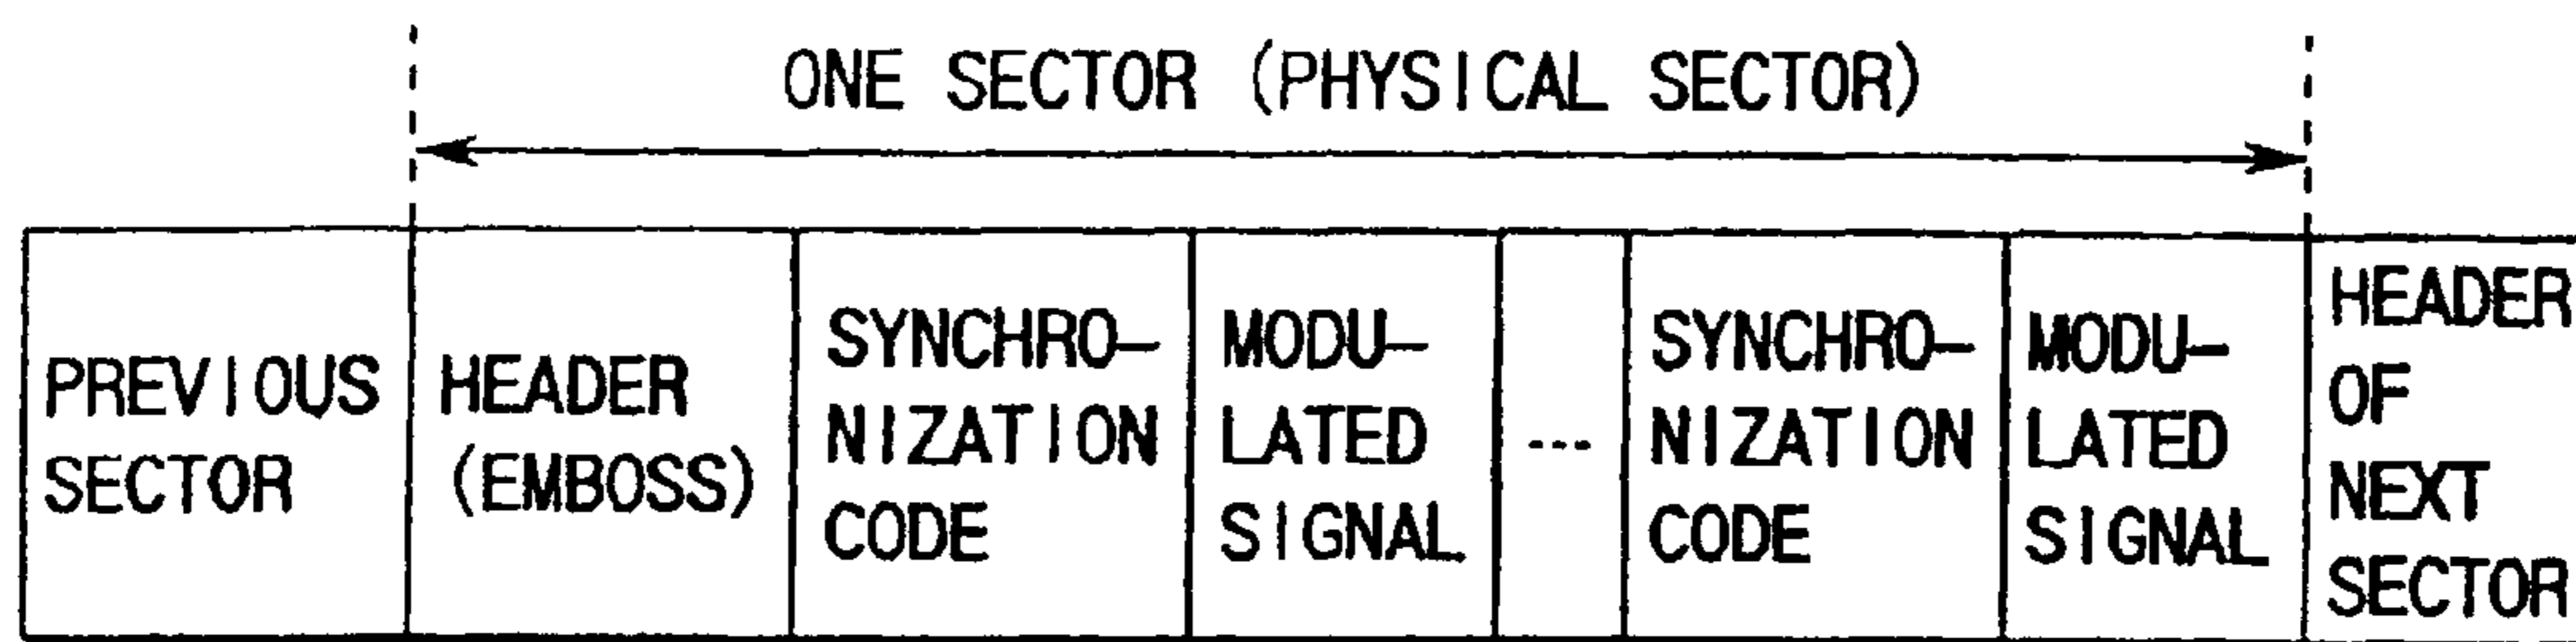 ONE SECTOR (PHYSICAL SECTOR)
PREVIOUS
SECTOR
HEADER
(EMBOSS)
SYNCHRO-
NIZATION
CODE
MODU-
LATED
SIGNAL
---
SYNCHRO-
NIZATION
CODE
MODU-
LATED
SIGNAL
HEADER
OF
NEXT
SECTOR